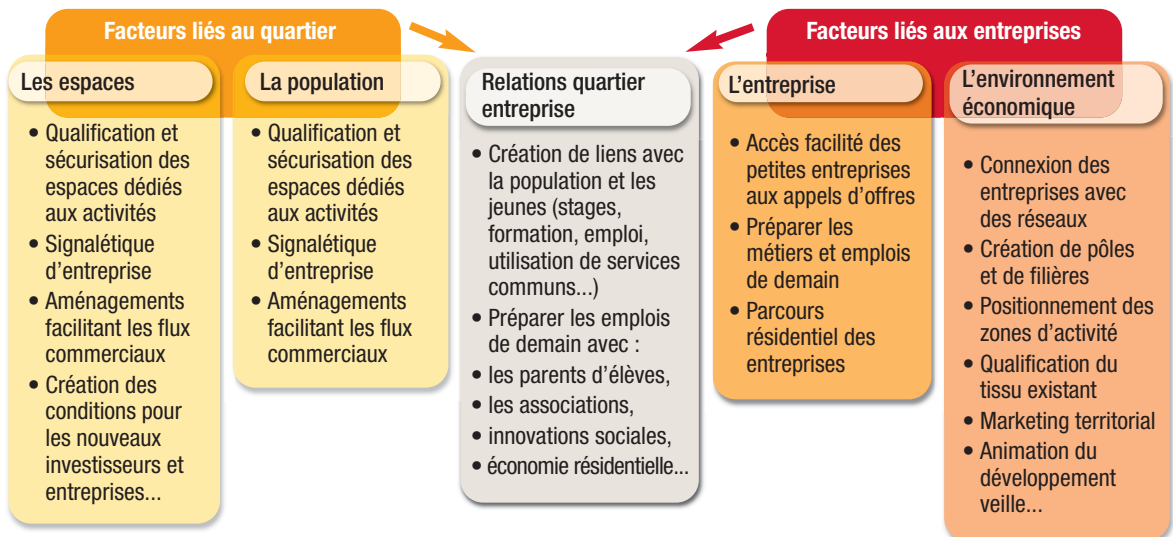 Facteurs liés au quartier
Facteurs liés aux entreprises
Les espaces
• Qualification et
sécurisation des
espaces dédiés
aux activités
• Signalétique
d'entreprise
• Aménagements
facilitant les flux
commerciaux
• Création des
conditions pour
les nouveaux
investisseurs et
entreprises...
La population
• Qualification et
sécurisation des
espaces dédiés
aux activités
• Signalétique
d'entreprise
• Aménagements
facilitant les flux
commerciaux
Relations quartier
entreprise
• Création de liens avec
la population et les
jeunes (stages,
formation, emploi,
utilisation de services
communs...)
• Préparer les emplois
de demain avec :
• les parents d'élèves,
• les associations,
• innovations sociales,
• économie résidentielle...
L'entreprise
• Accès facilité des
petites entreprises
aux appels d'offres
• Préparer les
métiers et emplois
de demain
• Parcours
résidentiel des
entreprises
L'environnement
économique
• Connexion des
entreprises avec
des réseaux
• Création de pôles
et de filières
• Positionnement des
zones d'activité
• Qualification du
tissu existant
• Marketing territorial
• Animation du
développement
veille...